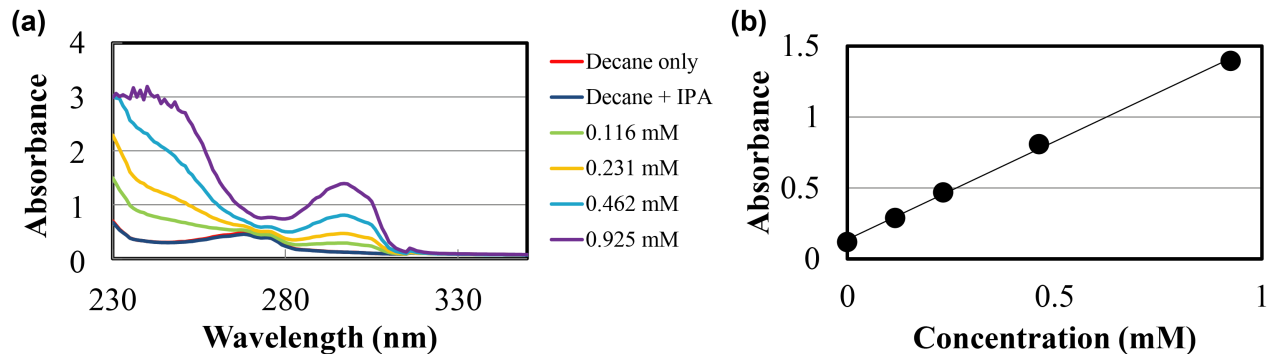 (a)
Absorbance
4
3
2
1
0
230
280
330
Wavelength (nm)
Decane only
Decane + IPA
0.116 mM
0.231 mM
0.462 mM
0.925 mM
(b)
Absorbance
1.5
1
0.5
0
0
0.5
1
Concentration (mM)